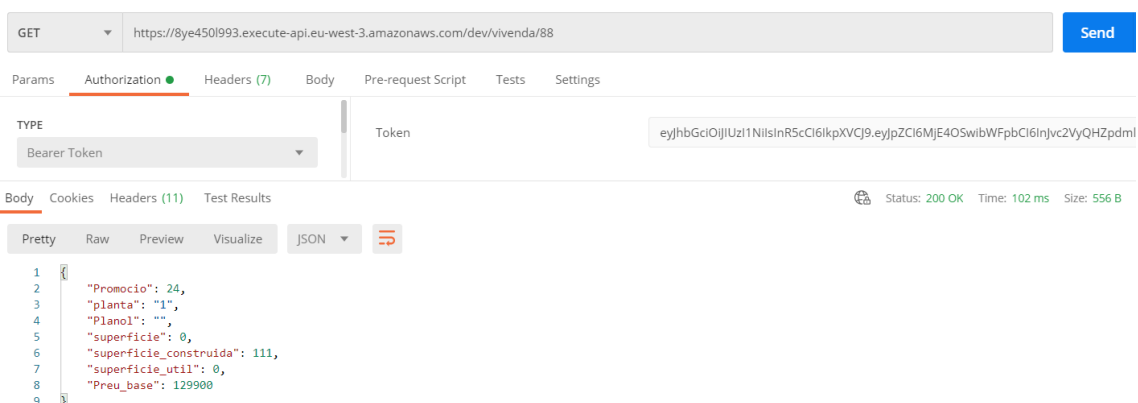 GET https://8ye450l993.execute-api.eu-west-3.amazonaws.com/dev/vivenda/88 Send
Params Authorization Headers (7) Body Pre-request Script Tests Settings
TYPE
Token eyJhbGciOiJIUzI1NiIsInR5cCI6IkpXVCJ9.eyJpZCI6MjE4OSwibWFpbCI6InJvc2VyQHZpdml
Bearer Token
Body Cookies Headers (11) Test Results Status: 200 OK Time: 102 ms Size: 556 B
Pretty Raw Preview Visualize JSON
1 {
2 "Promocio": 24,
3 "planta": "1",
4 "Planol": "",
5 "superficie": 0,
6 "superficie_construida": 111,
7 "superficie_util": 0,
8 "Preu_base": 129900
9 }